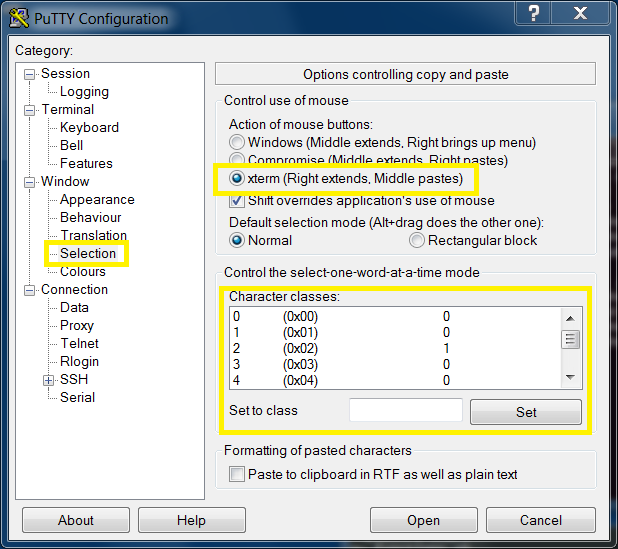 PuTTY Configuration
Category:
Session
Logging
Terminal
Keyboard
Bell
Features
Window
Appearance
Behaviour
Translation
Selection
Colours
Connection
Data
Proxy
Telnet
Rlogin
SSH
Serial
Options controlling copy and paste
Control use of mouse
Action of mouse buttons:
Windows (Middle extends, Right brings up menu)
Compromise (Middle extends, Right pastes)
xterm (Right extends, Middle pastes)
Shift overrides application's use of mouse
Default selection mode (Alt+drag does the other one):
Normal Rectangular block
Control the select-one-word-at-a-time mode
Character classes:
0 (0x00) 0
1 (0x01) 0
2 (0x02) 1
3 (0x03) 0
4 (0x04) 0
Set to class Set
Formatting of pasted characters
Paste to clipboard in RTF as well as plain text
About Help Open Cancel